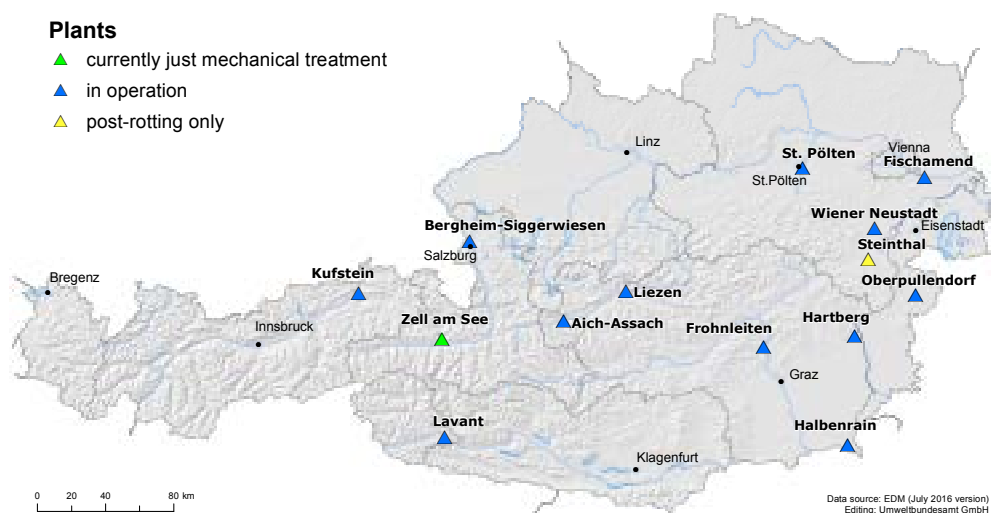 Plants
currently just mechanical treatment
in operation
post-rotting only
Linz
St. Pölten
St.Pölten
Vienna
Fischamend
Bergheim-Siggerwiesen
Salzburg
Wiener Neustadt
Eisenstadt
Steinthal
Bregenz
Kufstein
Innsbruck
Zell am See
Liezen
Aich-Assach
Oberpullendorf
Hartberg
Frohnleiten
Graz
Lavant
Halbenrain
Klagenfurt
0 20 40 80 km
Data source: EDM (July 2016 version)
Editing: Umweltbundesamt GmbH